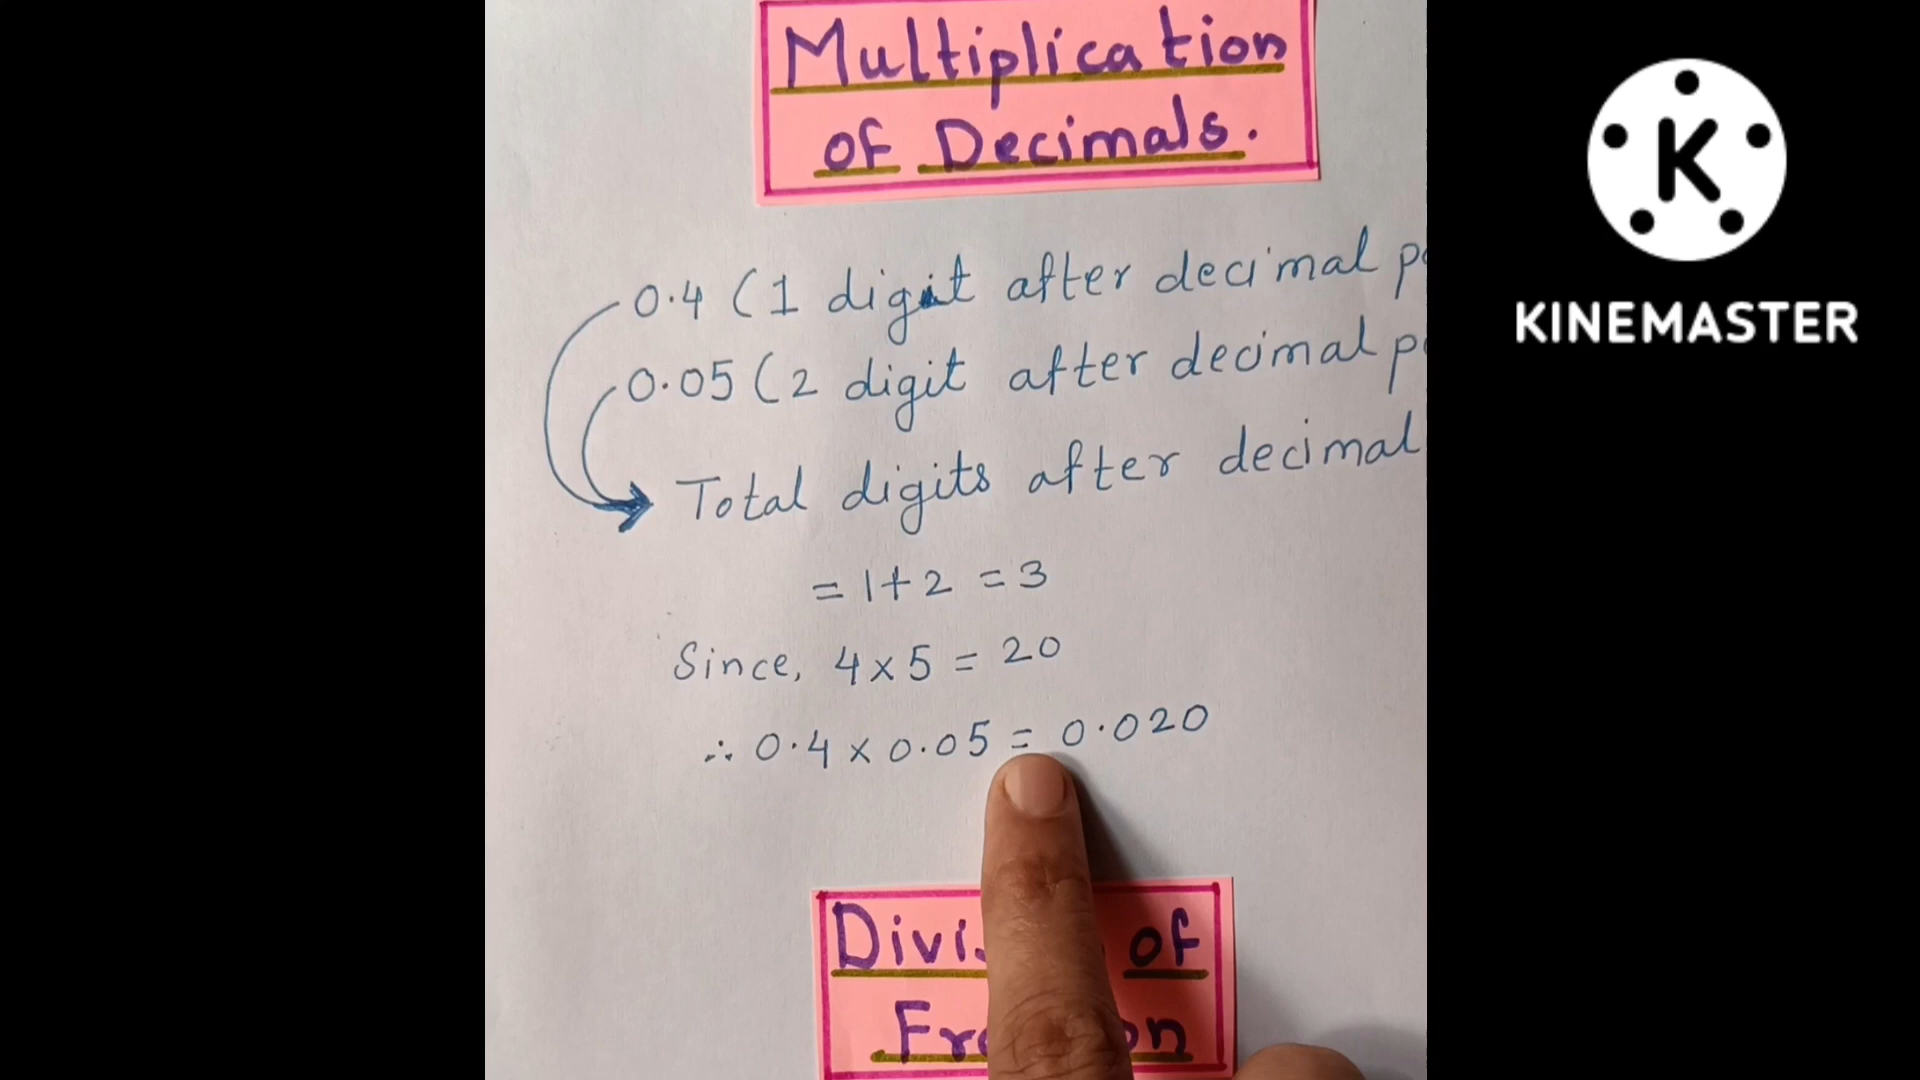 Multiplication
of Decimals.
0.4 (1 digit after decimal
0.05 (2 digit after decimal
Total digits after decimal
= 1+2 = 3
Since, 4 x 5 = 20
∴ 0.4 x 0.05 = 0.020
of
KINEMASTER